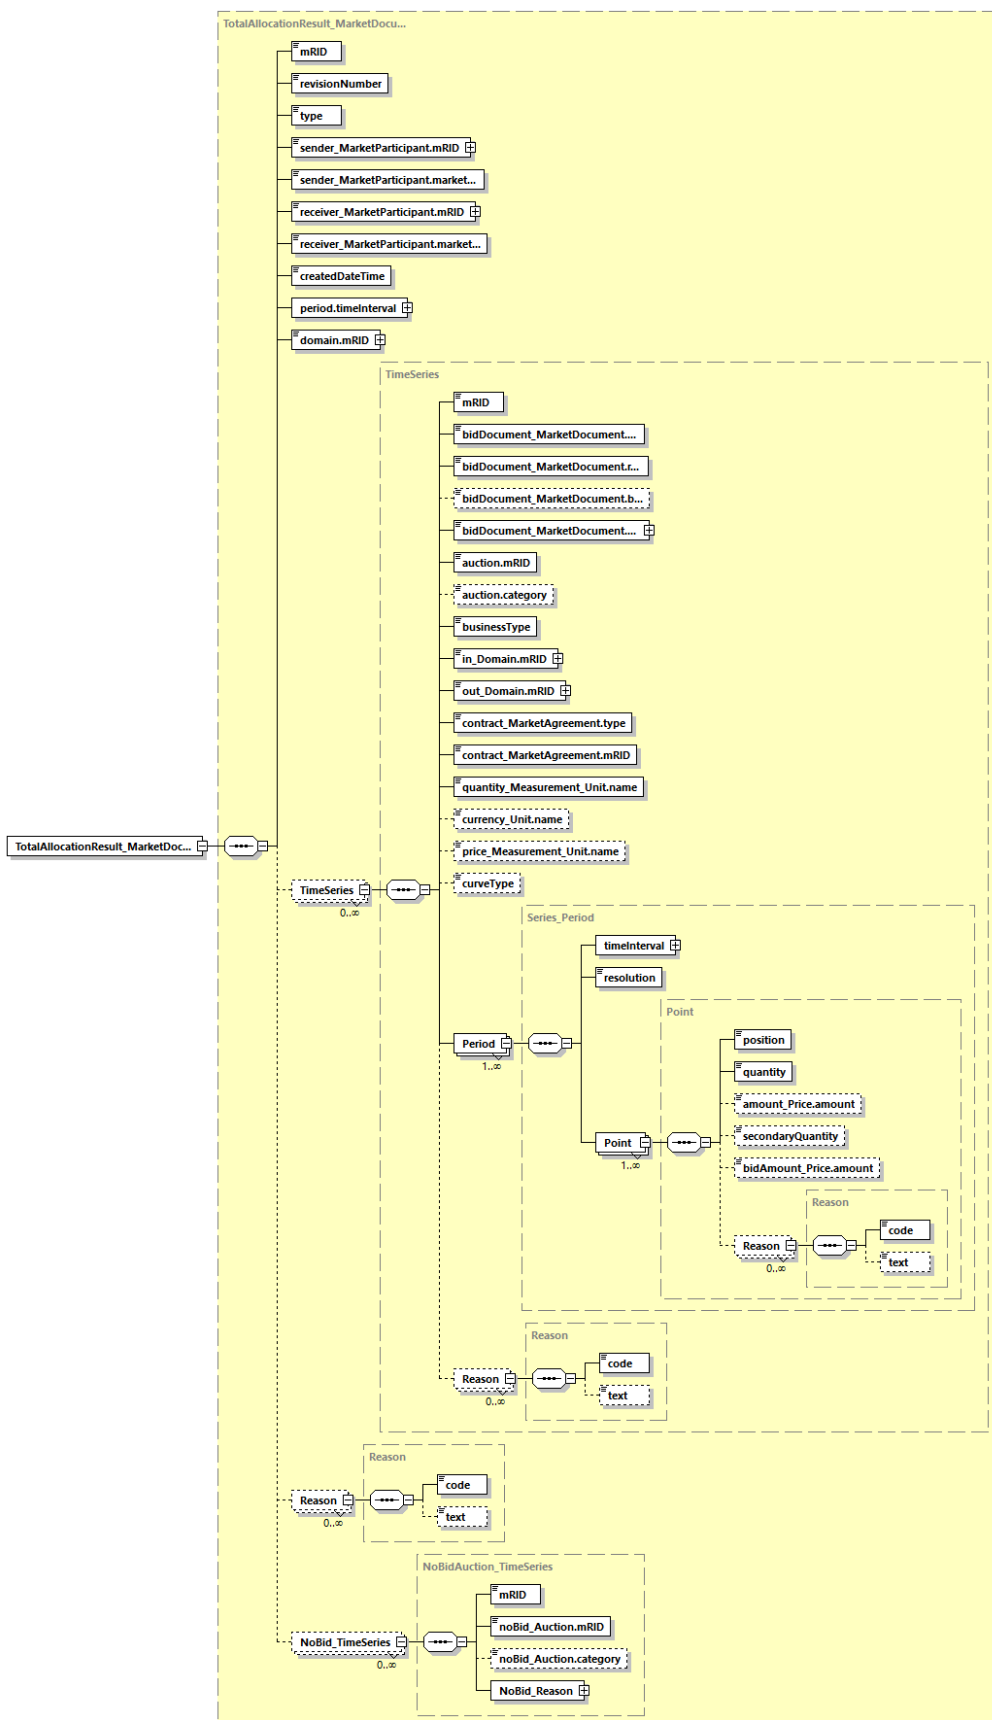 TotalAllocationResult_MarketDocu...
mRID
revisionNumber
type
sender_MarketParticipant.mRID
sender_MarketParticipant.market...
receiver_MarketParticipant.mRID
receiver_MarketParticipant.market...
createdDateTime
period.timeInterval
domain.mRID
TimeSeries
mRID
bidDocument_MarketDocument....
bidDocument_MarketDocument.r...
bidDocument_MarketDocument.b...
bidDocument_MarketDocument....
auction.mRID
auction.category
businessType
in_Domain.mRID
out_Domain.mRID
contract_MarketAgreement.type
contract_MarketAgreement.mRID
quantity_Measurement_Unit.name
currency_Unit.name
price_Measurement_Unit.name
TotalAllocationResult_MarketDoc...
curveType
TimeSeries
0..∞
Series_Period
timeInterval
resolution
Point
Period
1..∞
position
quantity
amount_Price.amount
secondaryQuantity
Point
1..∞
bidAmount_Price.amount
Reason
code
Reason
0..∞
text
Reason
code
Reason
0..∞
text
Reason
code
Reason
0..∞
text
NoBidAuction_TimeSeries
mRID
noBid_Auction.mRID
NoBid_TimeSeries
0..∞
noBid_Auction.category
NoBid_Reason